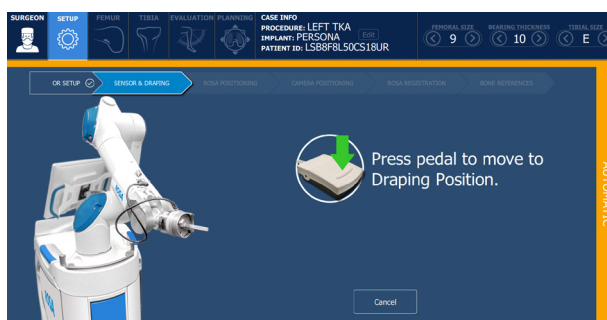 SURGEON
SETUP
FEMUR
TIBIA
EVALUATION
PLANNING
CASE INFO
PROCEDURE: LEFT TKA
IMPLANT: PERSONA
Edit
PATIENT ID: LSB8F8L50CS18UR
FEMORAL SIZE
9
BEARING THICKNESS
10
TIBIAL SIZE
E
OR SETUP
SENSOR & DRAPING
ROSA POSITIONING
CAMERA POSITIONING
ROSA REGISTRATION
BONE REFERENCES
Press pedal to move to
Draping Position.
Cancel
AUTOMATIC
ROSA